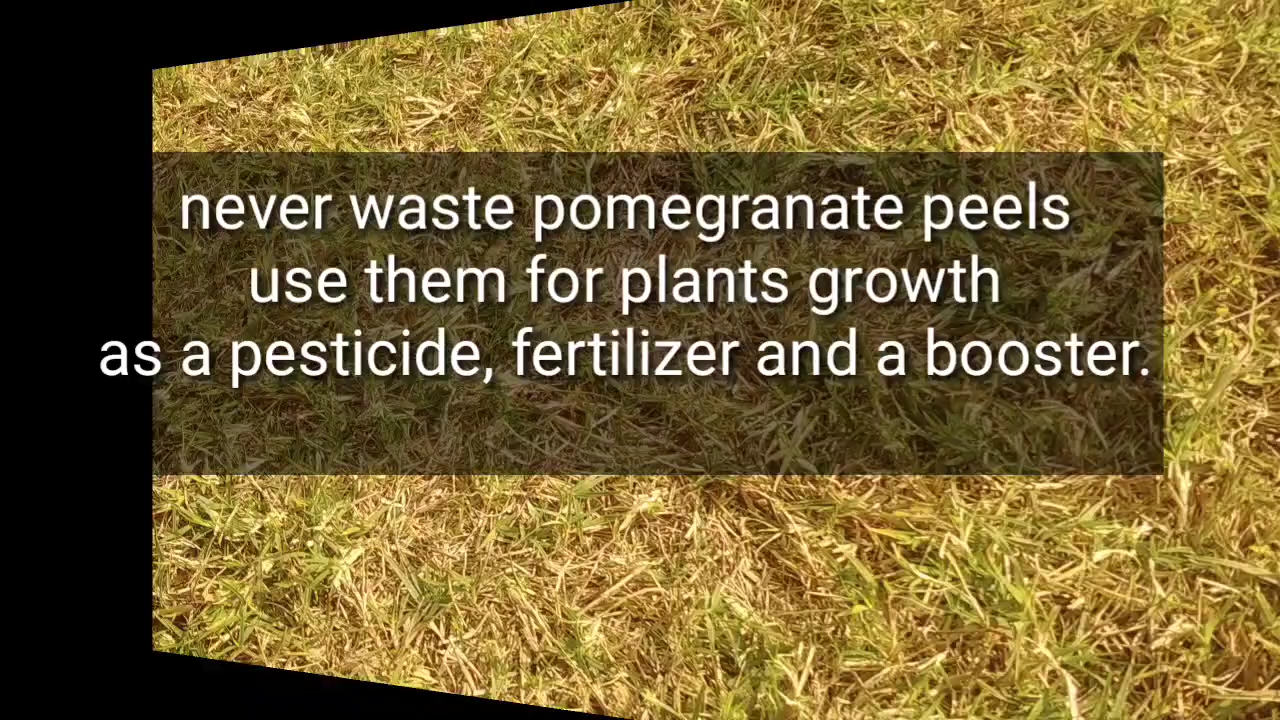 never waste pomegranate peels
use them for plants growth
as a pesticide, fertilizer and a booster.